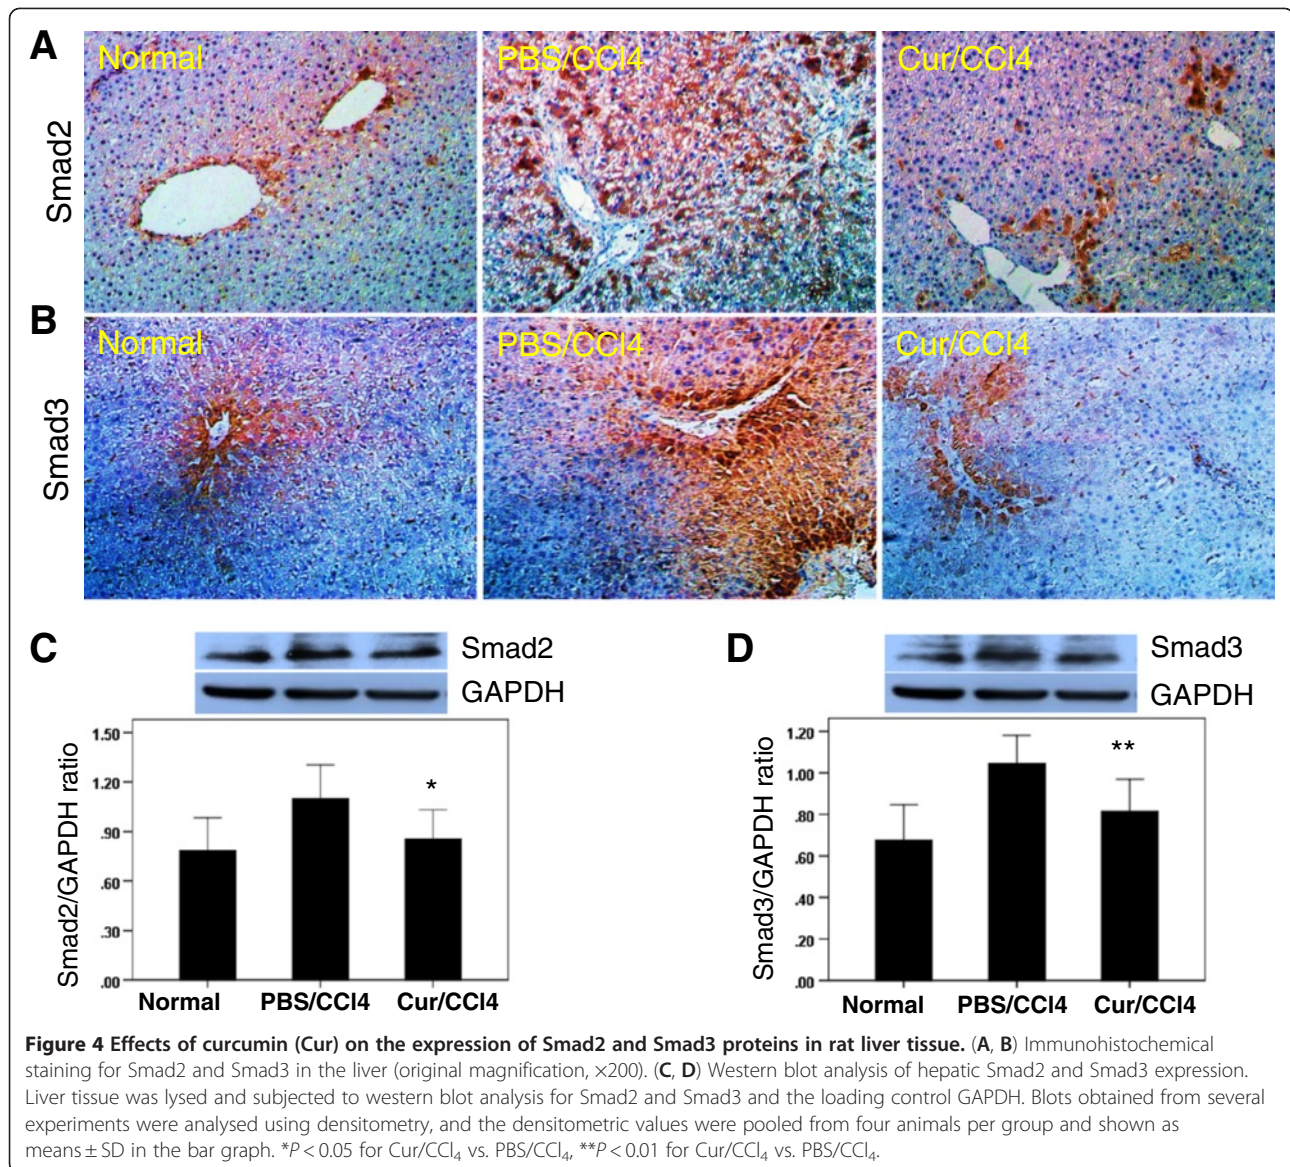 A
Normal
PBS/CCl4
Cur/CCl4
Smad2
B
Normal
PBS/CCl4
Cur/CCl4
Smad3
C
Smad2
GAPDH
Smad2/GAPDH ratio
1.50
1.20
.90
.60
.30
.00
*
Normal
PBS/CCl4
Cur/CCl4
D
Smad3
GAPDH
Smad3/GAPDH ratio
1.20
1.00
.80
.60
.40
.20
.00
**
Normal
PBS/CCl4
Cur/CCl4
Figure 4 Effects of curcumin (Cur) on the expression of Smad2 and Smad3 proteins in rat liver tissue. (A, B) Immunohistochemical
staining for Smad2 and Smad3 in the liver (original magnification, ×200). (C, D) Western blot analysis of hepatic Smad2 and Smad3 expression.
Liver tissue was lysed and subjected to western blot analysis for Smad2 and Smad3 and the loading control GAPDH. Blots obtained from several
experiments were analysed using densitometry, and the densitometric values were pooled from four animals per group and shown as
means ± SD in the bar graph. *P < 0.05 for Cur/CCl₄ vs. PBS/CCl₄, **P < 0.01 for Cur/CCl₄ vs. PBS/CCl₄.